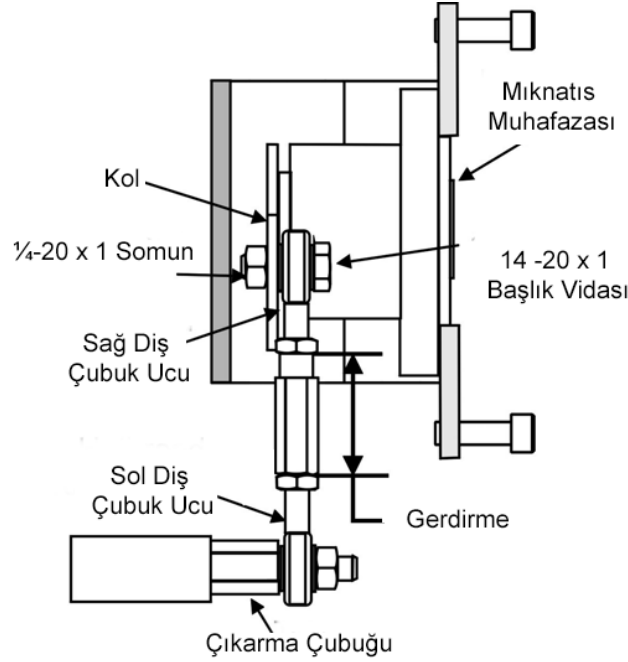 Mıknatıs
Muhafazası
Kol
¼-20 x 1 Somun
14 -20 x 1
Başlık Vidası
Sağ Diş
Çubuk Ucu
Sol Diş
Çubuk Ucu
Gerdirme
Çıkarma Çubuğu